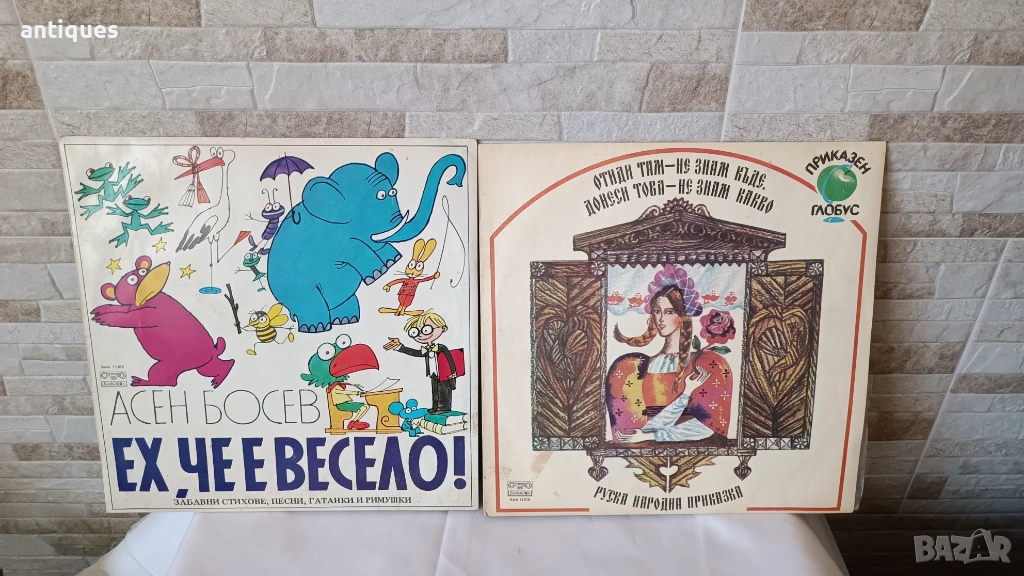 antiques
АСЕН БОСЕВ
ЕХ, ЧЕ Е ВЕСЕЛО!
ЗАБАВНИ СТИХОВЕ, ПЕСНИ, ГАТАНКИ И РИМУШКИ
ОТИДИ ТАМ – НЕ ЗНАМ КЪДЕ,
ДОНЕСИ ТОВА – НЕ ЗНАМ КАКВО
ПРИКАЗЕН
ГЛОБУС
РУСКА НАРОДНА ПРИКАЗКА
BAZAR